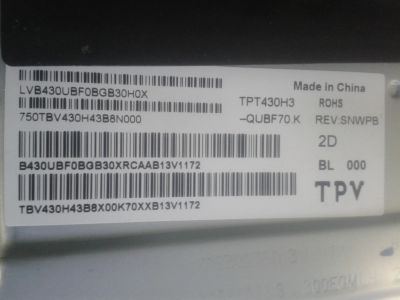 LVB430UBF0BGB30H0X
750TBV430H43B8N000
TPT430H3
-QUBF70.K
Made in China
ROHS
REV:SNWPB
2D
BL 000
B430UBF0BGB30XRCAAB13V1172
TBV430H43B8X00K70XXB13V1172
TPV